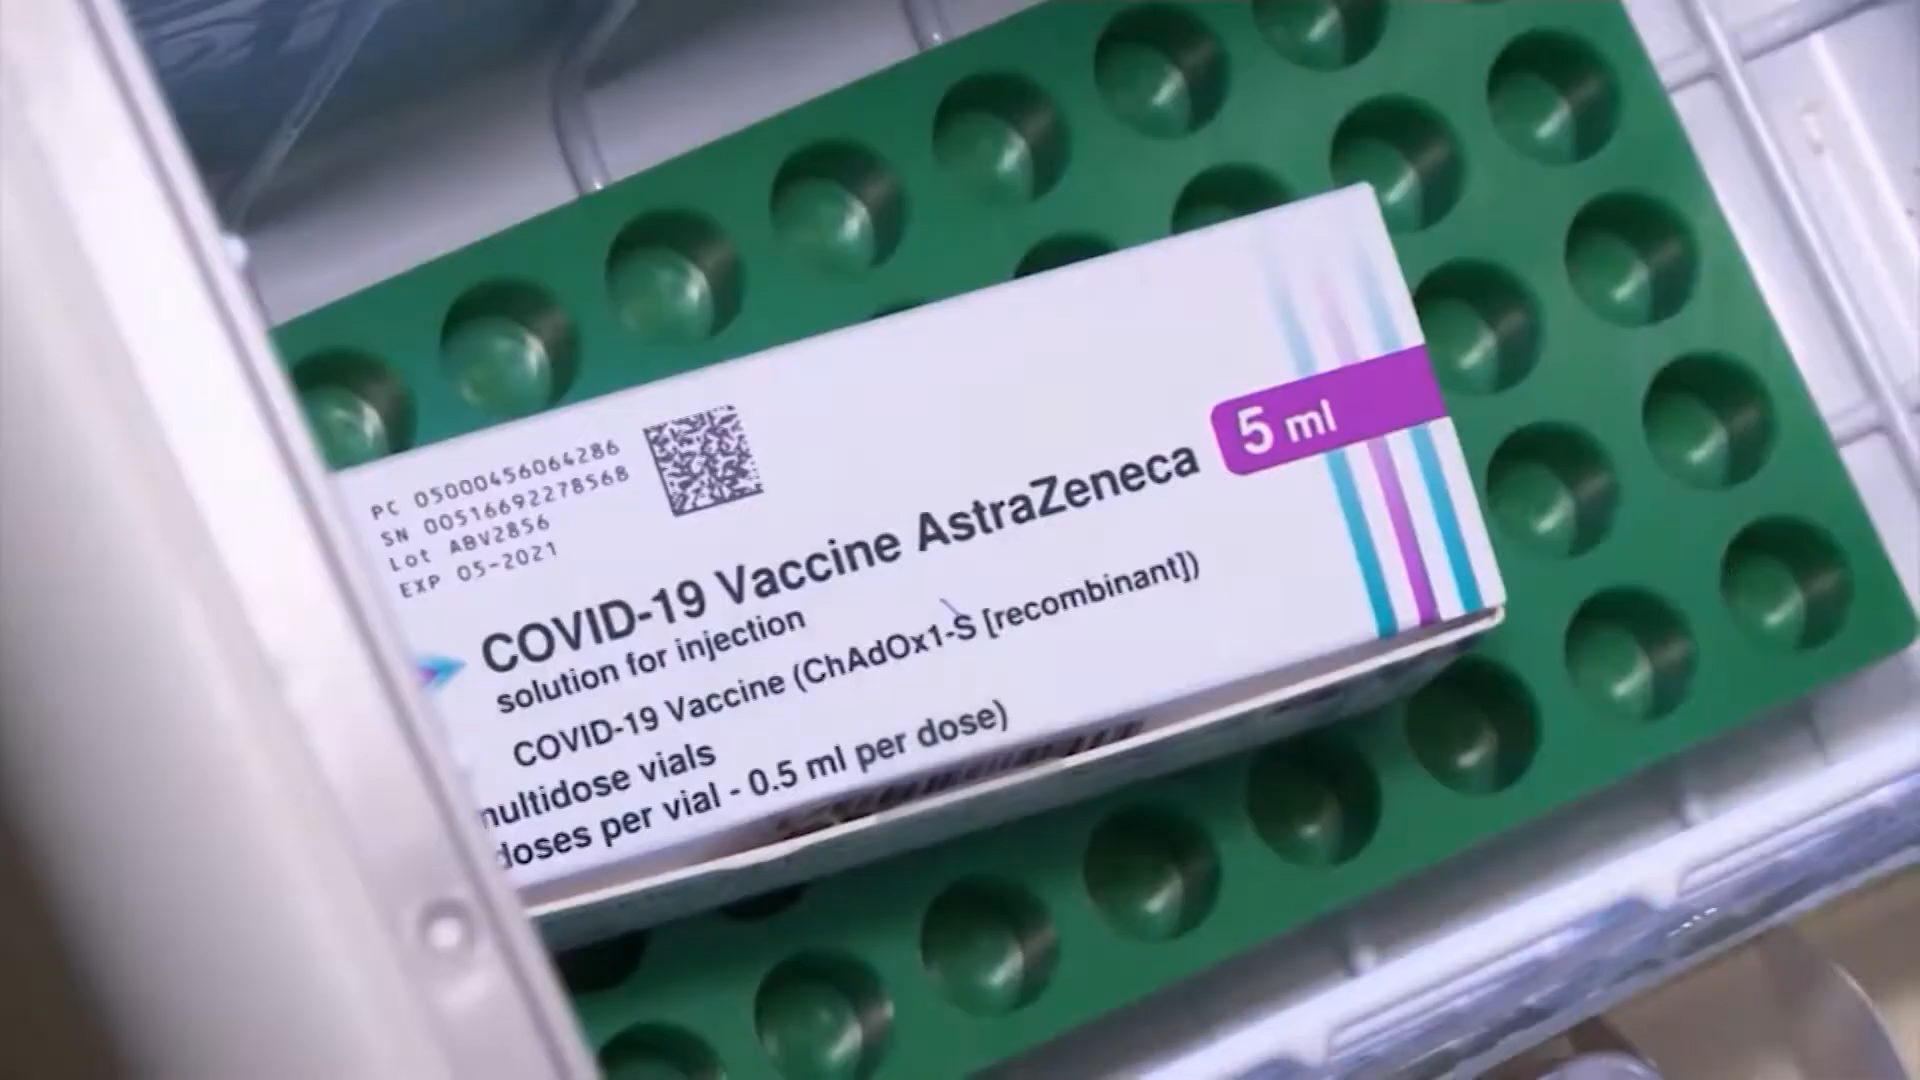 PC 05000456064286
SN 00516692278568
Lot ABV2856
EXP 05-2021
COVID-19 Vaccine AstraZeneca
5 ml
solution for injection
COVID-19 Vaccine (ChAdOx1-S [recombinant])
multidose vials
doses per vial - 0.5 ml per dose)